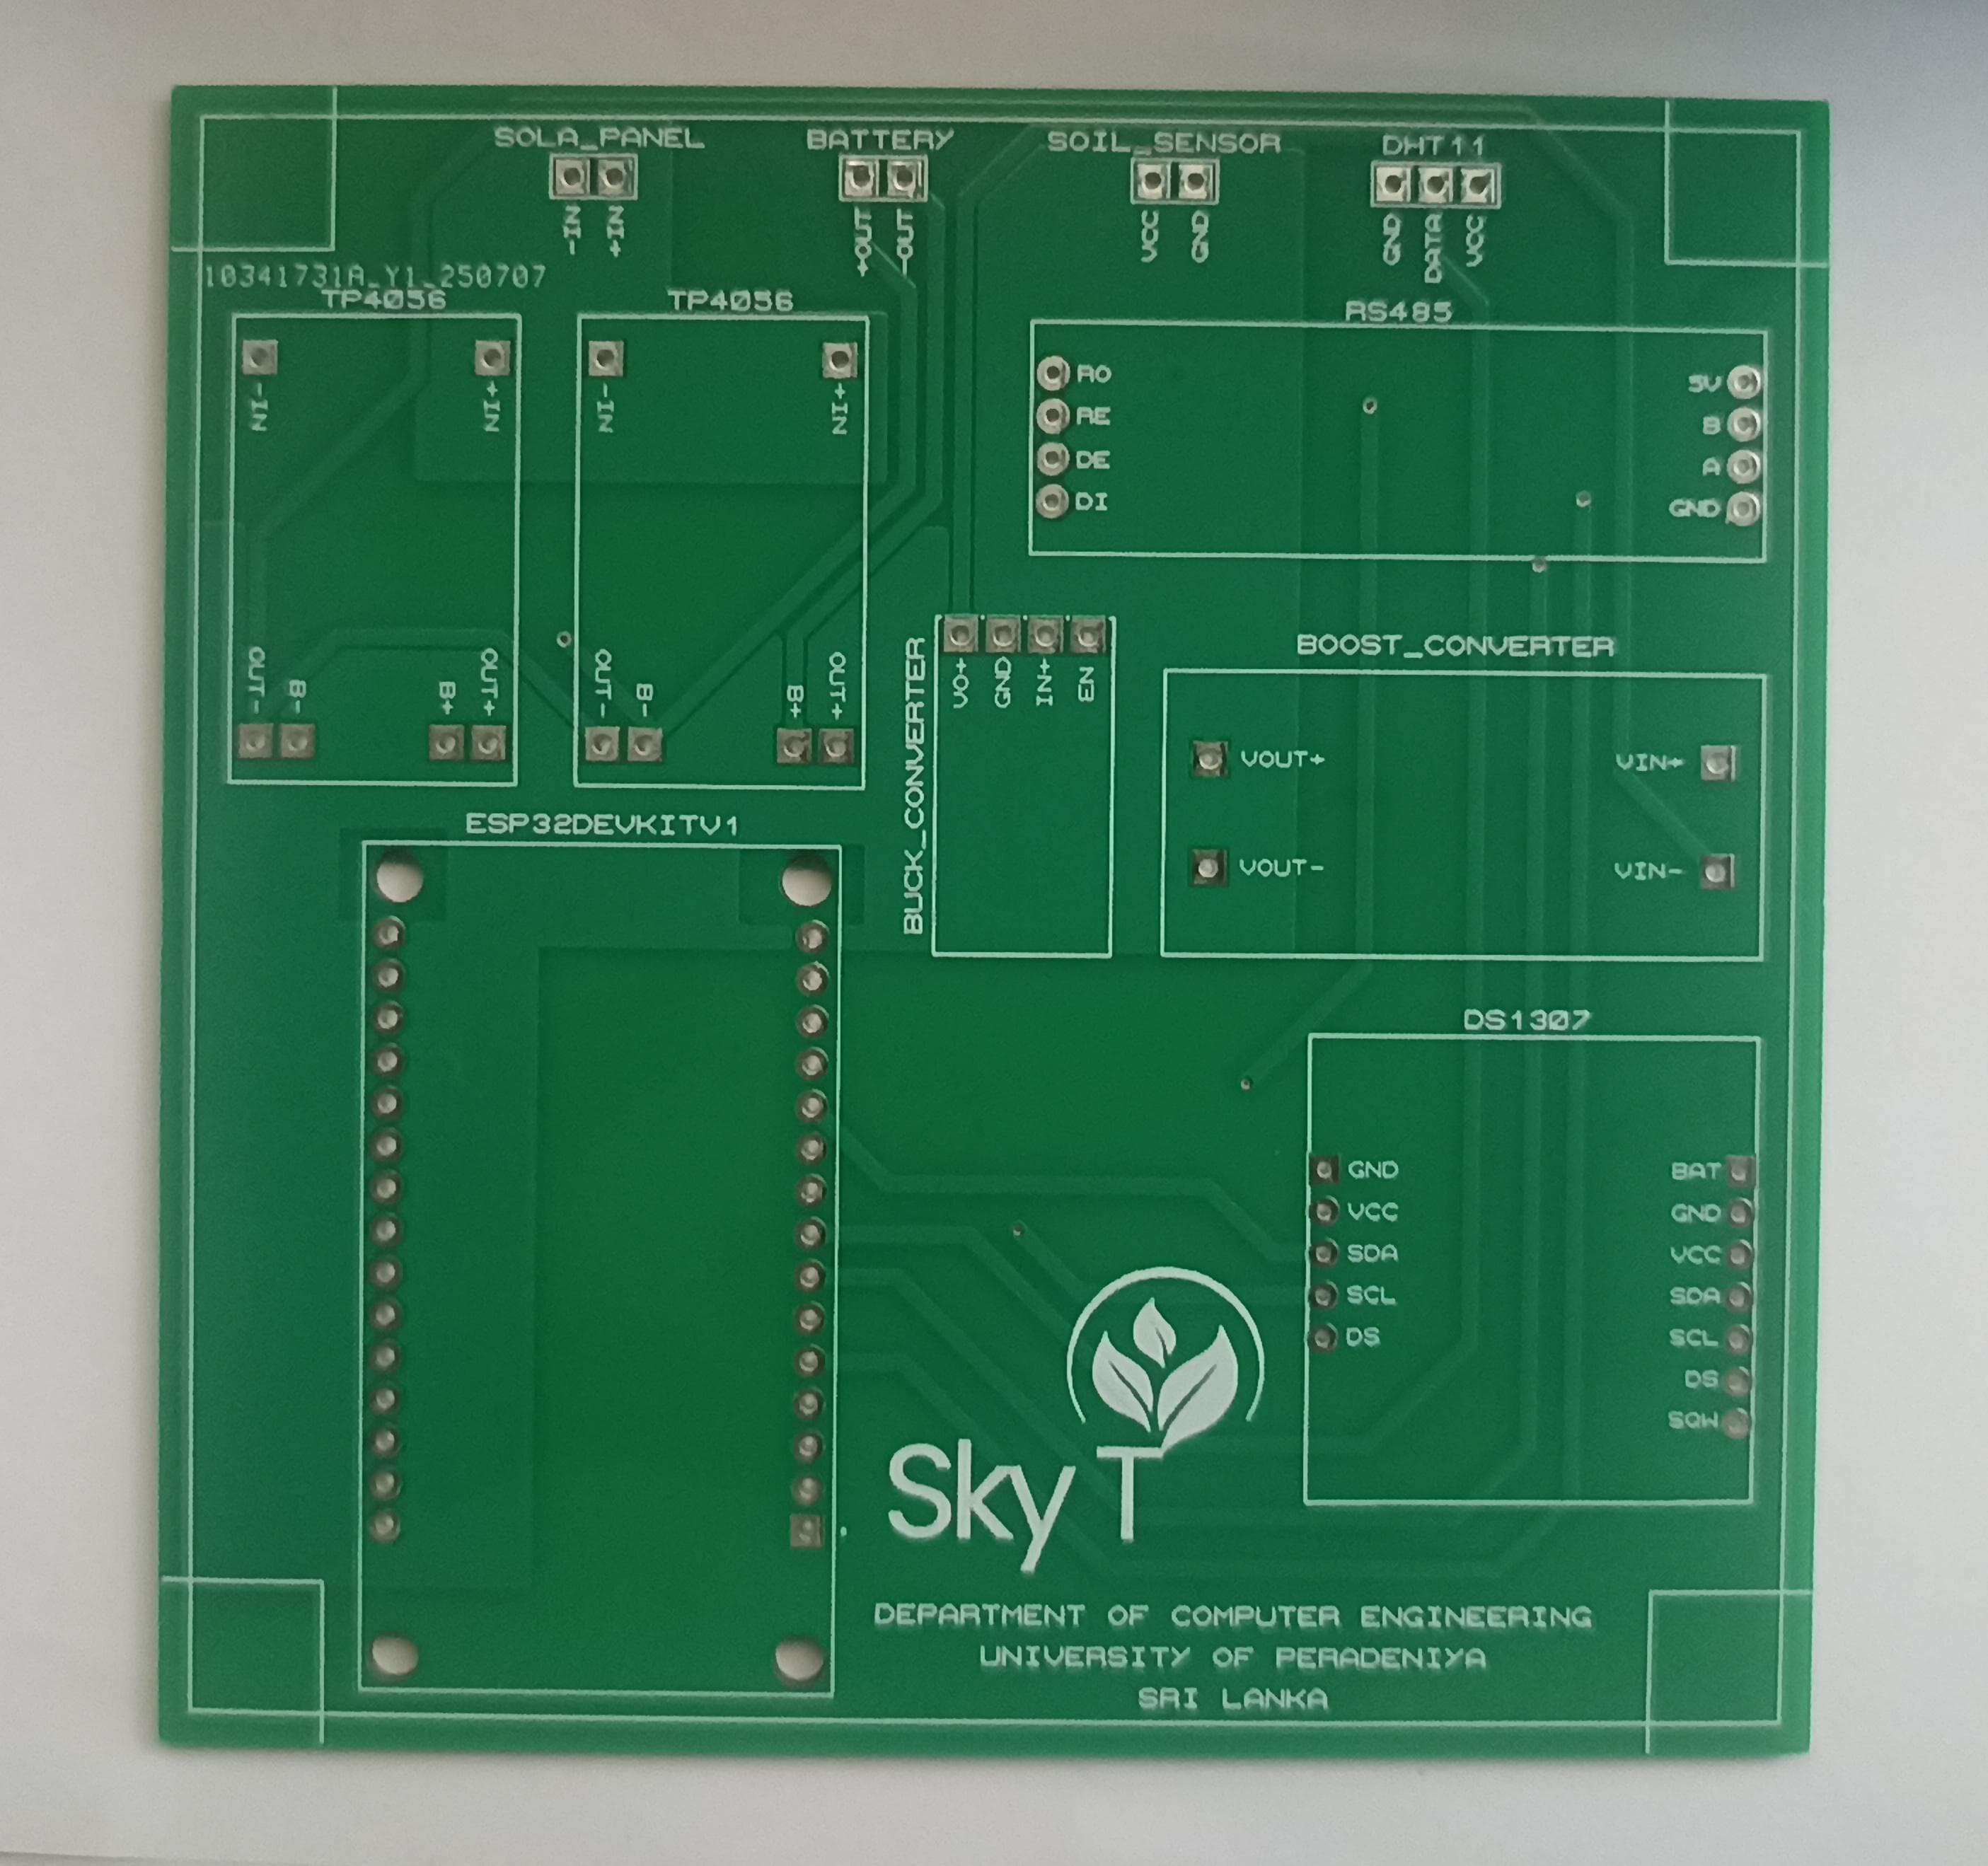 SOLA_PANEL
BATTERY
SOIL_SENSOR
DHT11
IN-
IN+
+OUT
-OUT
VCC
GND
GND
DATA
VCC
10341731A_Y1_250707
TP4056
TP4056
RS485
-IN
+IN
-IN
+IN
RO
RE
DE
DI
5V
B
A
GND
OUT-
B-
B+
OUT+
OUT-
B-
B+
OUT+
BUCK_CONVERTER
VO+
GND
IN+
EN
BOOST_CONVERTER
VOUT+
VIN+
VOUT-
VIN-
ESP32DEVKITV1
DS1307
GND
VCC
SDA
SCL
DS
BAT
GND
VCC
SDA
SCL
DS
SQW
Sky T
DEPARTMENT OF COMPUTER ENGINEERING
UNIVERSITY OF PERADENIYA
SRI LANKA